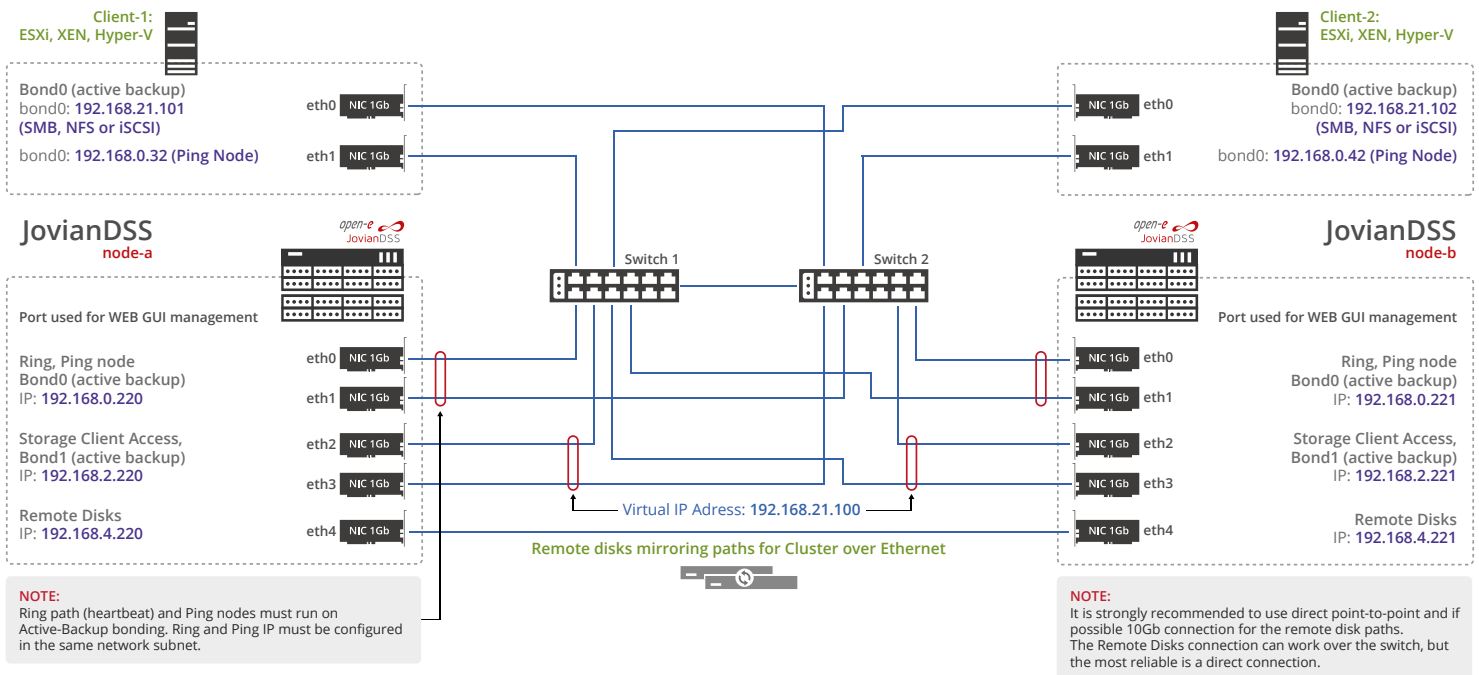 Client-1:
ESXi, XEN, Hyper-V
Bond0 (active backup)
bond0: 192.168.21.101
(SMB, NFS or iSCSI)
bond0: 192.168.0.32 (Ping Node)
eth0 NIC 1Gb
eth1 NIC 1Gb
Client-2:
ESXi, XEN, Hyper-V
NIC 1Gb eth0
NIC 1Gb eth1
Bond0 (active backup)
bond0: 192.168.21.102
(SMB, NFS or iSCSI)
bond0: 192.168.0.42 (Ping Node)
JovianDSS
node-a
open-e
JovianDSS
Port used for WEB GUI management
Ring, Ping node
Bond0 (active backup)
IP: 192.168.0.220
Storage Client Access,
Bond1 (active backup)
IP: 192.168.2.220
Remote Disks
IP: 192.168.4.220
eth0 NIC 1Gb
eth1 NIC 1Gb
eth2 NIC 1Gb
eth3 NIC 1Gb
eth4 NIC 1Gb
Switch 1
Switch 2
Virtual IP Adress: 192.168.21.100
Remote disks mirroring paths for Cluster over Ethernet
open-e
JovianDSS
JovianDSS
node-b
Port used for WEB GUI management
NIC 1Gb eth0
NIC 1Gb eth1
NIC 1Gb eth2
NIC 1Gb eth3
NIC 1Gb eth4
Ring, Ping node
Bond0 (active backup)
IP: 192.168.0.221
Storage Client Access,
Bond1 (active backup)
IP: 192.168.2.221
Remote Disks
IP: 192.168.4.221
NOTE:
Ring path (heartbeat) and Ping nodes must run on
Active-Backup bonding. Ring and Ping IP must be configured
in the same network subnet.
NOTE:
It is strongly recommended to use direct point-to-point and if
possible 10Gb connection for the remote disk paths.
The Remote Disks connection can work over the switch, but
the most reliable is a direct connection.